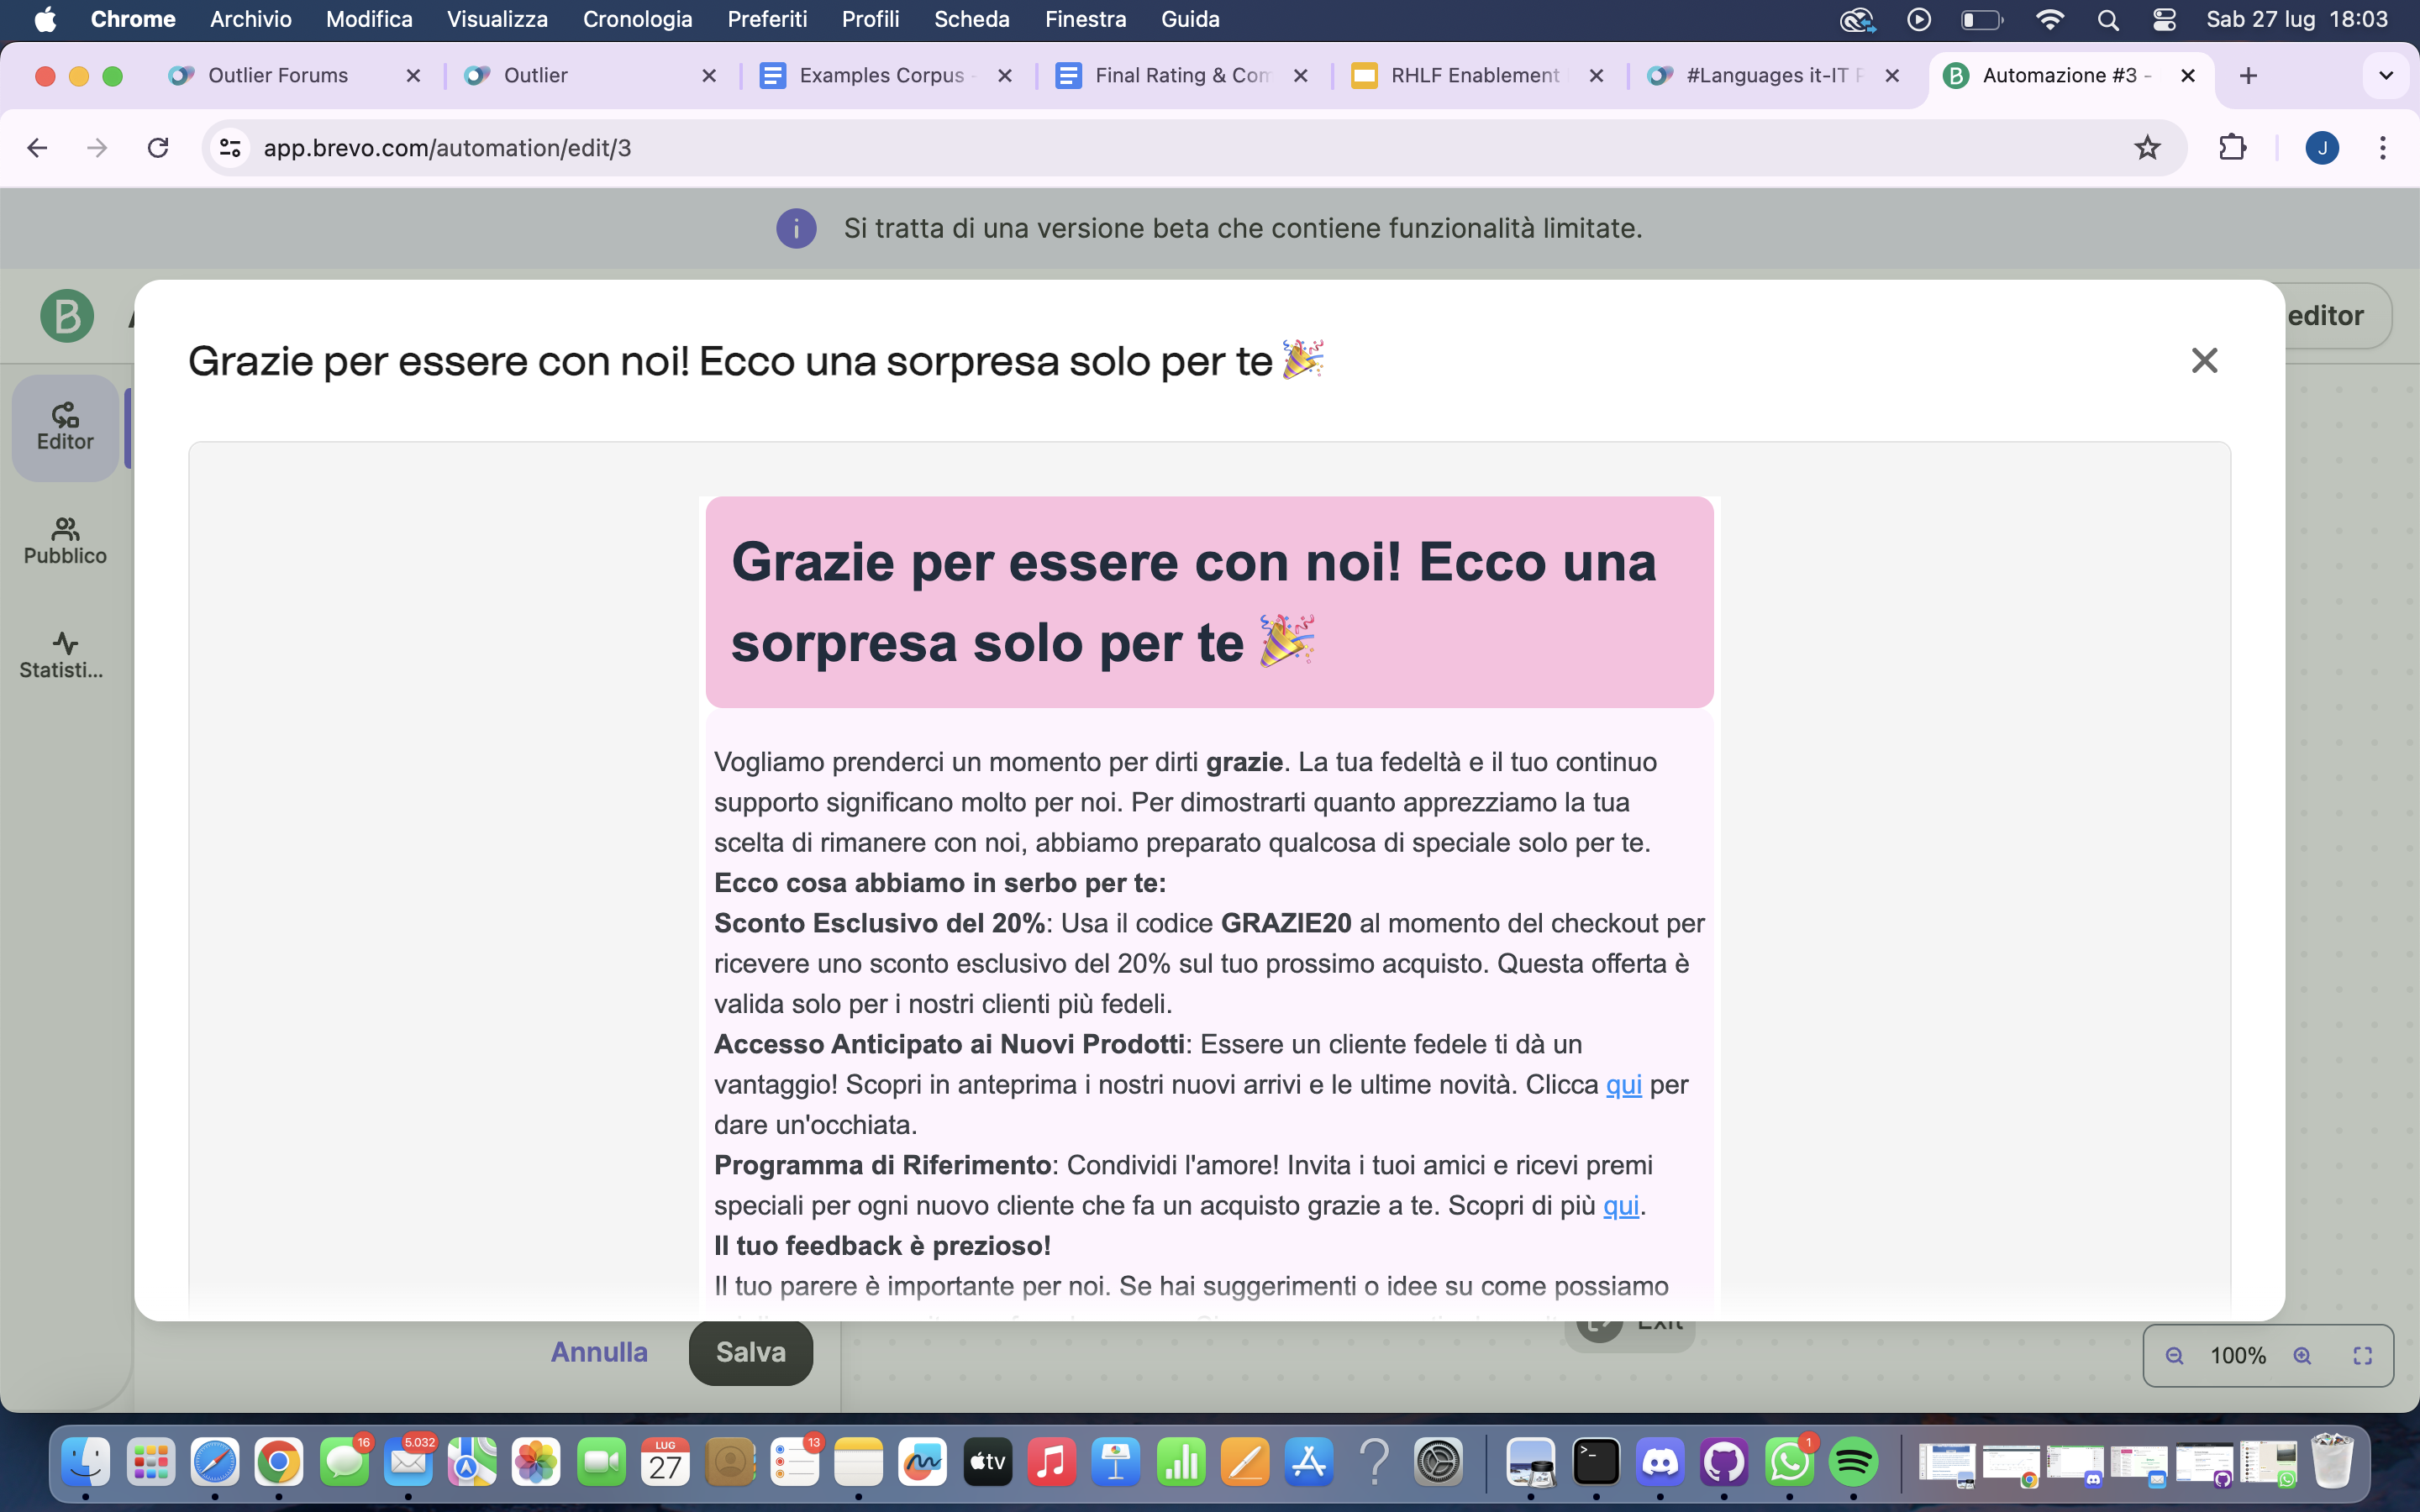 Chrome Archivio Modifica Visualizza Cronologia Preferiti Profili Scheda Finestra Guida Sab 27 lug 18:03
Outlier Forums Outlier Examples Corpus - Final Rating & Com RHLF Enablement #Languages it-IT Automazione #3 -
app.brevo.com/automation/edit/3 J
Si tratta di una versione beta che contiene funzionalità limitate.
B editor
Grazie per essere con noi! Ecco una sorpresa solo per te 🎉
Editor
Pubblico
Statisti...
Grazie per essere con noi! Ecco una
sorpresa solo per te 🎉
Vogliamo prenderci un momento per dirti grazie. La tua fedeltà e il tuo continuo
supporto significano molto per noi. Per dimostrarti quanto apprezziamo la tua
scelta di rimanere con noi, abbiamo preparato qualcosa di speciale solo per te.
Ecco cosa abbiamo in serbo per te:
Sconto Esclusivo del 20%: Usa il codice GRAZIE20 al momento del checkout per
ricevere uno sconto esclusivo del 20% sul tuo prossimo acquisto. Questa offerta è
valida solo per i nostri clienti più fedeli.
Accesso Anticipato ai Nuovi Prodotti: Essere un cliente fedele ti dà un
vantaggio! Scopri in anteprima i nostri nuovi arrivi e le ultime novità. Clicca qui per
dare un'occhiata.
Programma di Riferimento: Condividi l'amore! Invita i tuoi amici e ricevi premi
speciali per ogni nuovo cliente che fa un acquisto grazie a te. Scopri di più qui.
Il tuo feedback è prezioso!
Il tuo parere è importante per noi. Se hai suggerimenti o idee su come possiamo
Exit
Annulla Salva 100%
16 5.032 LUG 27 13 tv 1